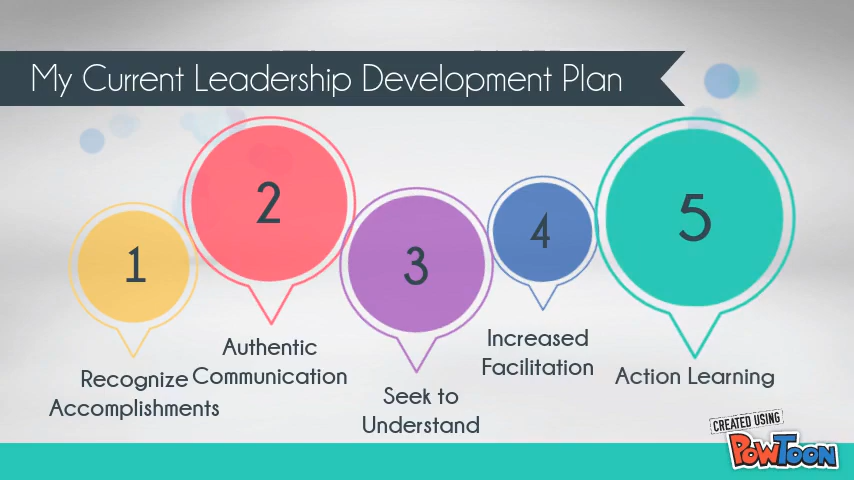 My Current Leadership Development Plan
1
2
3
4
5
Recognize
Accomplishments
Authentic
Communication
Seek to
Understand
Increased
Facilitation
Action Learning
CREATED USING
POWTOON